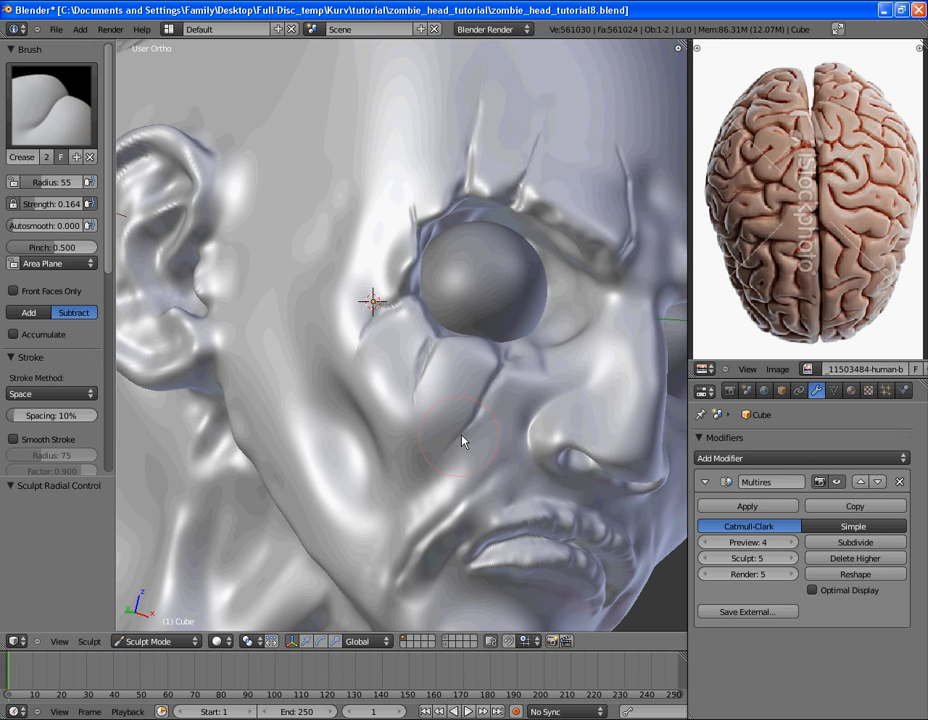 Blender* [C:\Documents and Settings\Family\Desktop\Full-Disc_temp\Kurv\tutorial\zombie_head_tutorial\zombie_head_tutorial8.blend]
File Add Render Help Default Scene Blender Render Ve:561030 | Fa:561024 | Ob:1-2 | La:0 | Mem:86.31M (12.07M) | Cube
Brush
User Ortho
Crease 2 F
Radius: 55
Strength: 0.164
Autosmooth: 0.000
Pinch: 0.500
Area Plane
Front Faces Only
Add Subtract
Accumulate
Stroke
Stroke Method:
Space
Spacing: 10%
Smooth Stroke
Radius: 75
Factor: 0.900
Sculpt Radial Control
z
x
(1) Cube
View Sculpt Sculpt Mode Global
iStockphoto
View Image _11503484-human-b F
Cube
Modifiers
Add Modifier
Multires
Apply Copy
Catmull-Clark Simple
Preview: 4 Subdivide
Sculpt: 5 Delete Higher
Render: 5 Reshape
Optimal Display
Save External...
0 10 20 30 40 50 60 70 80 90 100 110 120 130 140 150 160 170 180 190 200 210 220 230 240 250
View Frame Playback Start: 1 End: 250 1 No Sync